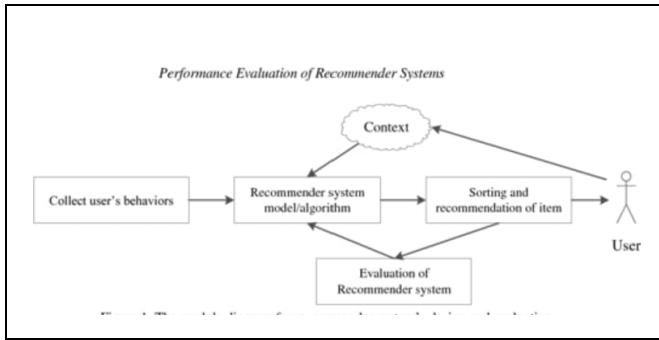 Performance Evaluation of Recommender Systems
Context
Collect user's behaviors
Recommender system
model/algorithm
Sorting and
recommendation of item
User
Evaluation of
Recommender system